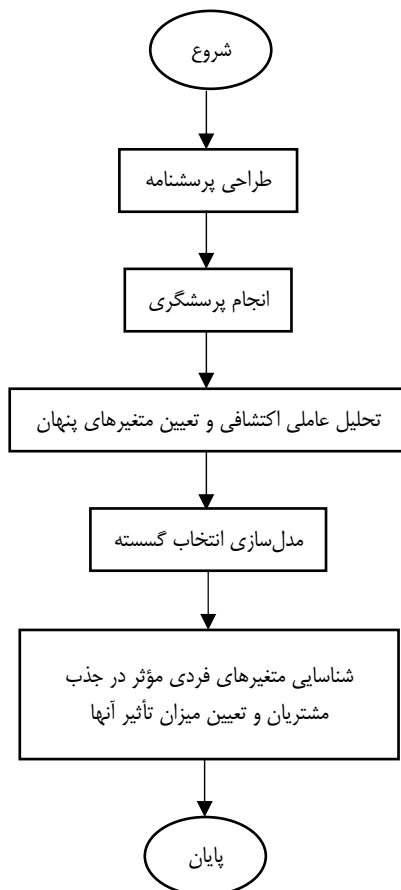 شروع
طراحی پرسشنامه
انجام پرسشگری
تحلیل عاملی اکتشافی و تعیین متغیرهای پنهان
مدل‌سازی انتخاب گسسته
شناسایی متغیرهای فردی مؤثر در جذب
مشتریان و تعیین میزان تأثیر آنها
پایان